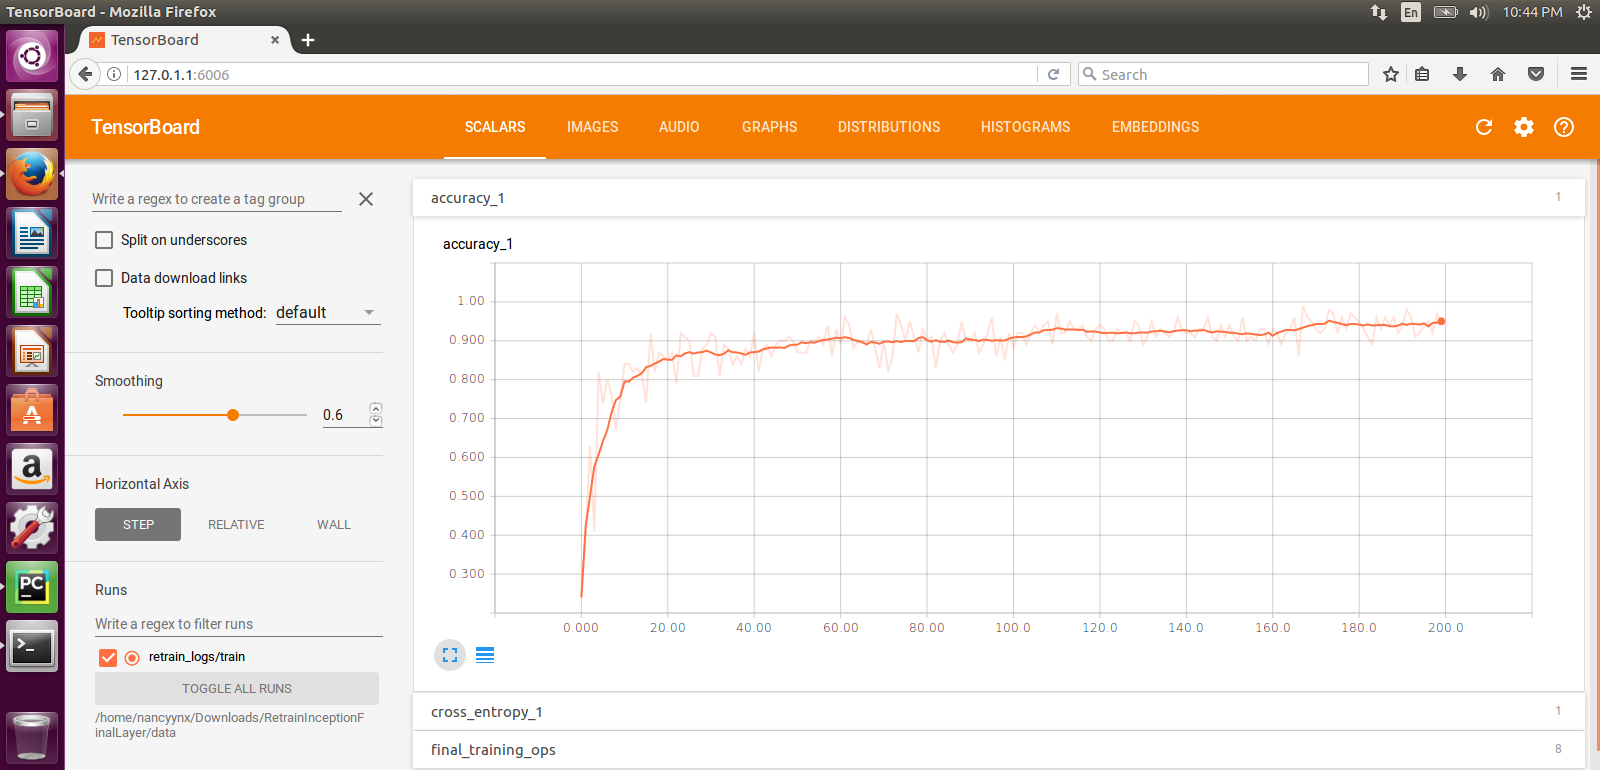 TensorBoard - Mozilla Firefox
En
10:44 PM
TensorBoard
127.0.1.1:6006
Search
TensorBoard
SCALARS IMAGES AUDIO GRAPHS DISTRIBUTIONS HISTOGRAMS EMBEDDINGS
Write a regex to create a tag group
Split on underscores
Data download links
Tooltip sorting method: default
Smoothing
0.6
Horizontal Axis
STEP RELATIVE WALL
Runs
Write a regex to filter runs
retrain_logs/train
TOGGLE ALL RUNS
/home/nancyynx/Downloads/RetrainInceptionF
inalLayer/data
accuracy_1 1
accuracy_1
1.00
0.900
0.800
0.700
0.600
0.500
0.400
0.300
0.000 20.00 40.00 60.00 80.00 100.0 120.0 140.0 160.0 180.0 200.0
cross_entropy_1 1
final_training_ops 8
A
a
PC
>_